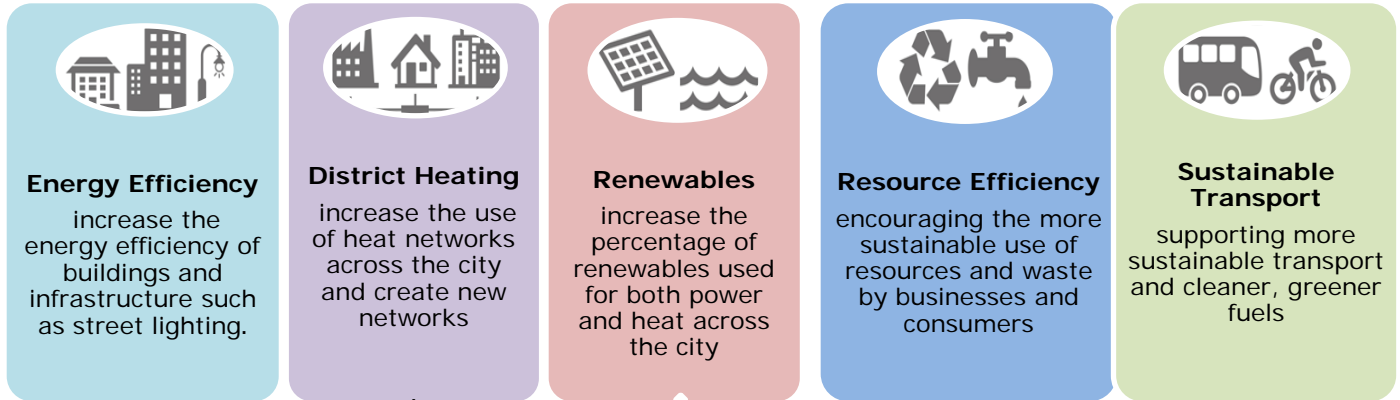 Energy Efficiency
increase the
energy efficiency of
buildings and
infrastructure such
as street lighting.
District Heating
increase the use
of heat networks
across the city
and create new
networks
Renewables
increase the
percentage of
renewables used
for both power
and heat across
the city
Resource Efficiency
encouraging the more
sustainable use of
resources and waste
by businesses and
consumers
Sustainable
Transport
supporting more
sustainable transport
and cleaner, greener
fuels